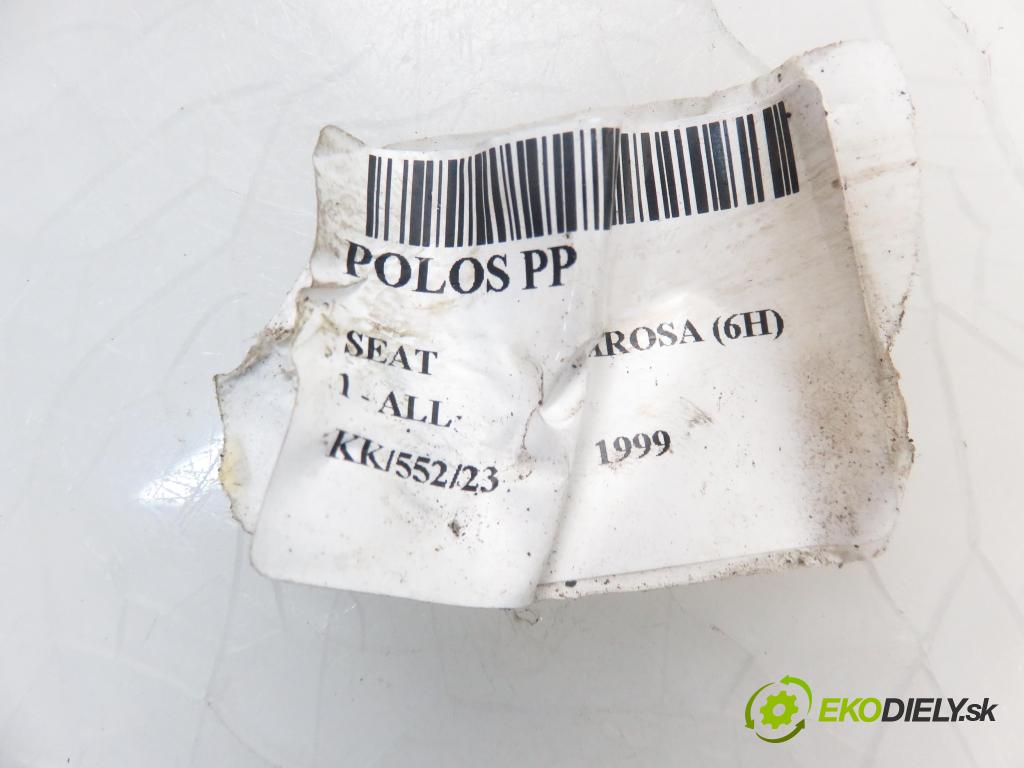 POLOS PP
SEAT AROSA (6H)
1 - ALL
KK/552/23 1999
EKODIELY.sk